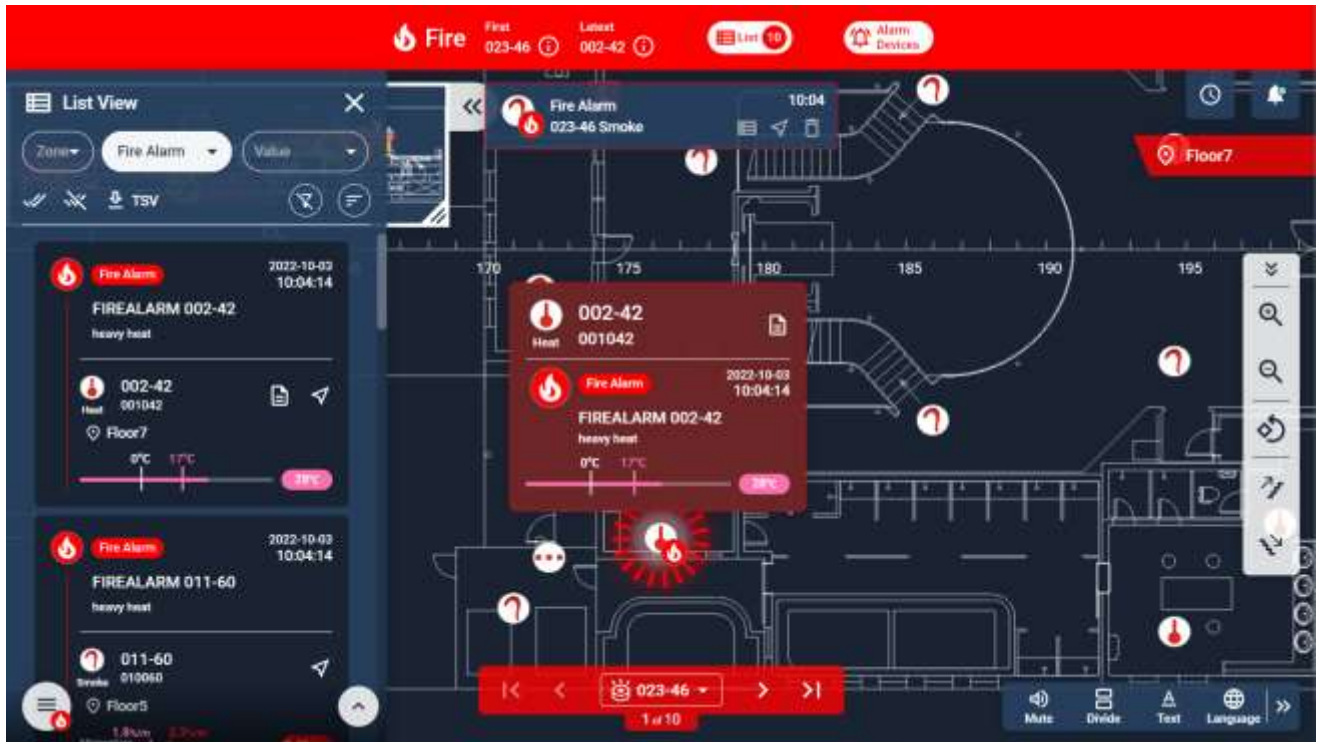 Fire
First
023-46
Latest
002-42
List 10
Alarm
Devices
List View
Zone
Fire Alarm
Value
TSV
Fire Alarm
2022-10-03
10:04:14
FIREALARM 002-42
heavy heat
002-42
Heat
001042
Floor7
0°C 17°C
Fire Alarm
2022-10-03
10:04:14
FIREALARM 011-60
heavy heat
011-60
Smoke
010060
Floor5
Fire Alarm
10:04
023-46 Smoke
Floor7
170 175 180 185 190 195
002-42
Heat
001042
Fire Alarm
2022-10-03
10:04:14
FIREALARM 002-42
heavy heat
0°C 17°C
023-46
1 of 10
Mute
Divide
Text
Language